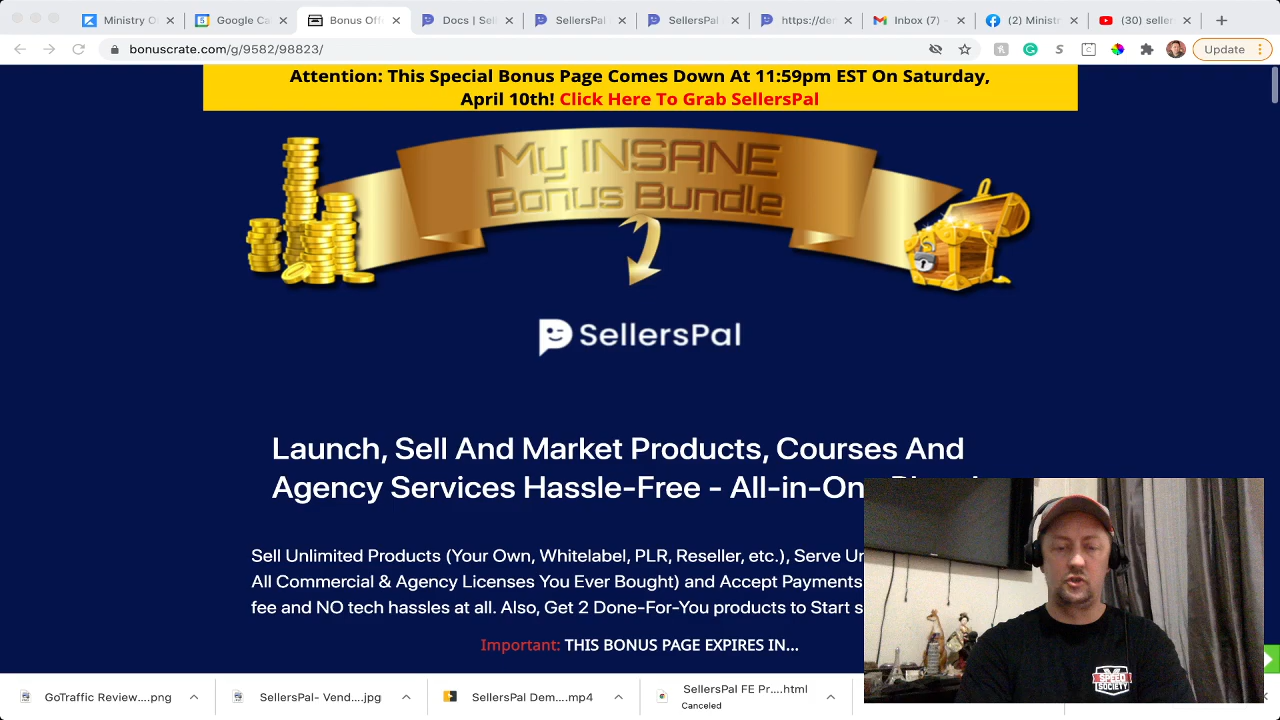 Ministry O
Google Ca
Bonus Off
Docs | Sel
SellersPal
SellersPal
https://de
Inbox (7)
(2) Ministr
(30) seller
bonuscrate.com/g/9582/98823/
Update
Attention: This Special Bonus Page Comes Down At 11:59pm EST On Saturday,
April 10th! Click Here To Grab SellersPal
My INSANE
Bonus Bundle
SellersPal
Launch, Sell And Market Products, Courses And
Agency Services Hassle-Free - All-in-On
Sell Unlimited Products (Your Own, Whitelabel, PLR, Reseller, etc.), Serve Un
All Commercial & Agency Licenses You Ever Bought) and Accept Payments
fee and NO tech hassles at all. Also, Get 2 Done-For-You products to Start s
Important: THIS BONUS PAGE EXPIRES IN...
SPEED
SOCIETY
GoTraffic Review....png
SellersPal- Vend....jpg
SellersPal Dem....mp4
SellersPal FE Pr....html
Canceled